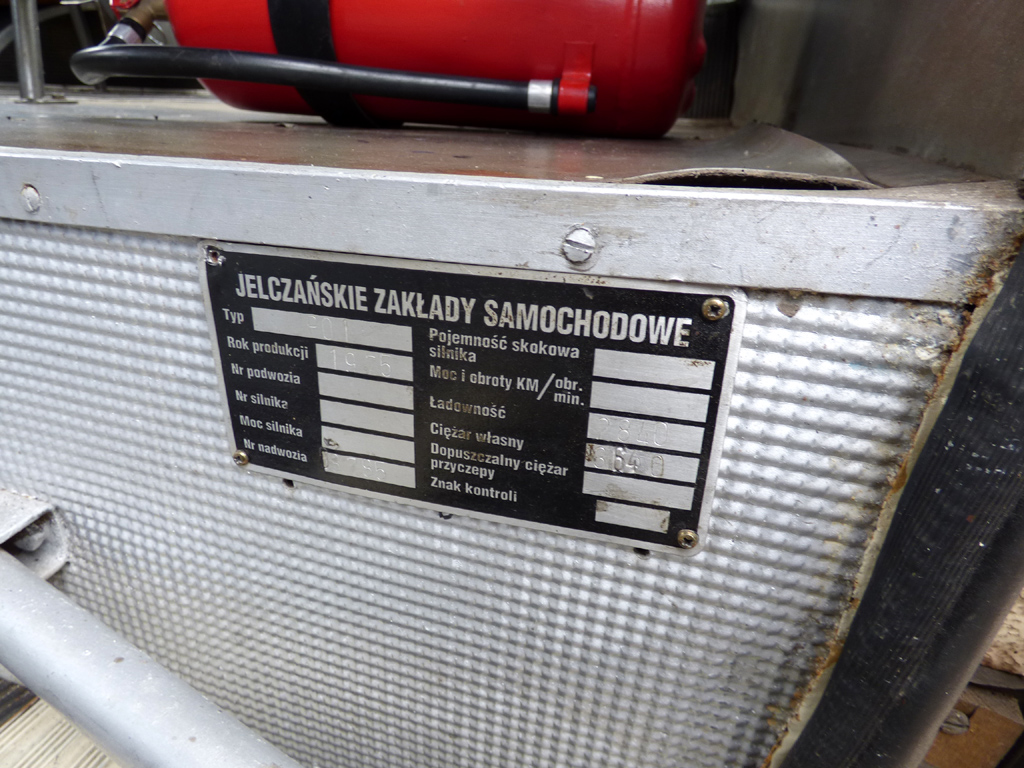 JELCZAŃSKIE ZAKŁADY SAMOCHODOWE
Typ
Rok produkcji
Nr podwozia
Nr silnika
Moc silnika
Nr nadwozia
Pojemność skokowa
silnika
Moc i obroty KM/obr.
min.
Ładowność
Ciężar własny
Dopuszczalny ciężar
przyczepy
Znak kontroli